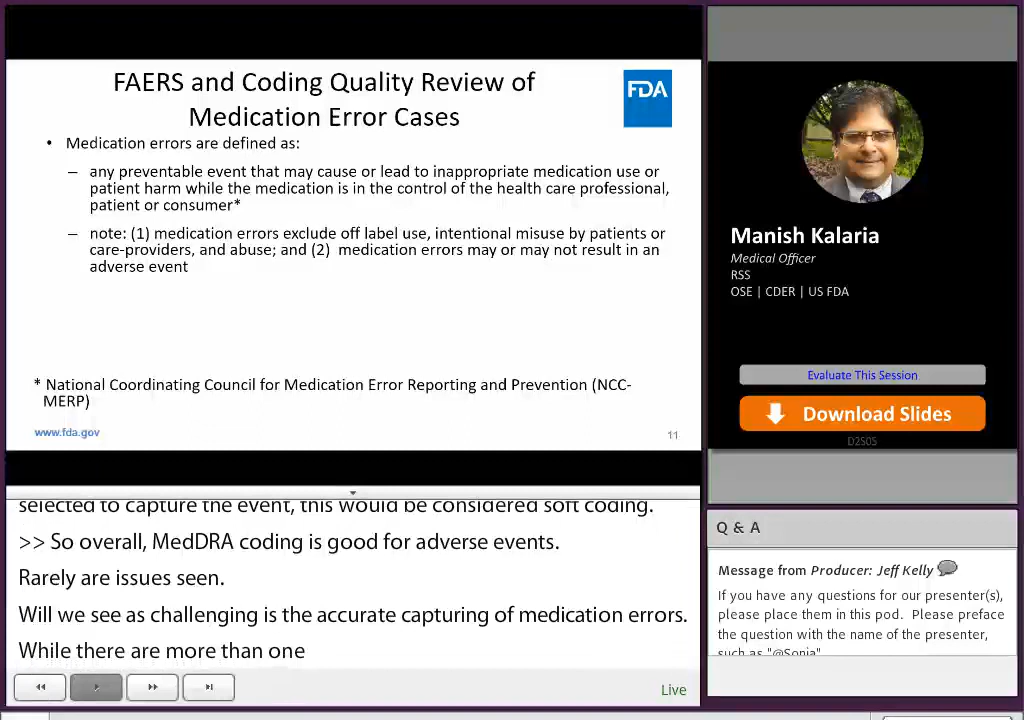 FAERS and Coding Quality Review of
Medication Error Cases
FDA
• Medication errors are defined as:
– any preventable event that may cause or lead to inappropriate medication use or
patient harm while the medication is in the control of the health care professional,
patient or consumer*
– note: (1) medication errors exclude off label use, intentional misuse by patients or
care-providers, and abuse; and (2) medication errors may or may not result in an
adverse event
* National Coordinating Council for Medication Error Reporting and Prevention (NCC-
MERP)
www.fda.gov
11
selected to capture the event, this would be considered soft coding.
>> So overall, MedDRA coding is good for adverse events.
Rarely are issues seen.
Will we see as challenging is the accurate capturing of medication errors.
While there are more than one
Live
Manish Kalaria
Medical Officer
RSS
OSE | CDER | US FDA
Evaluate This Session
Download Slides
D2S05
Q & A
Message from Producer: Jeff Kelly
If you have any questions for our presenter(s),
please place them in this pod. Please preface
the question with the name of the presenter,
such as "@Sonja"